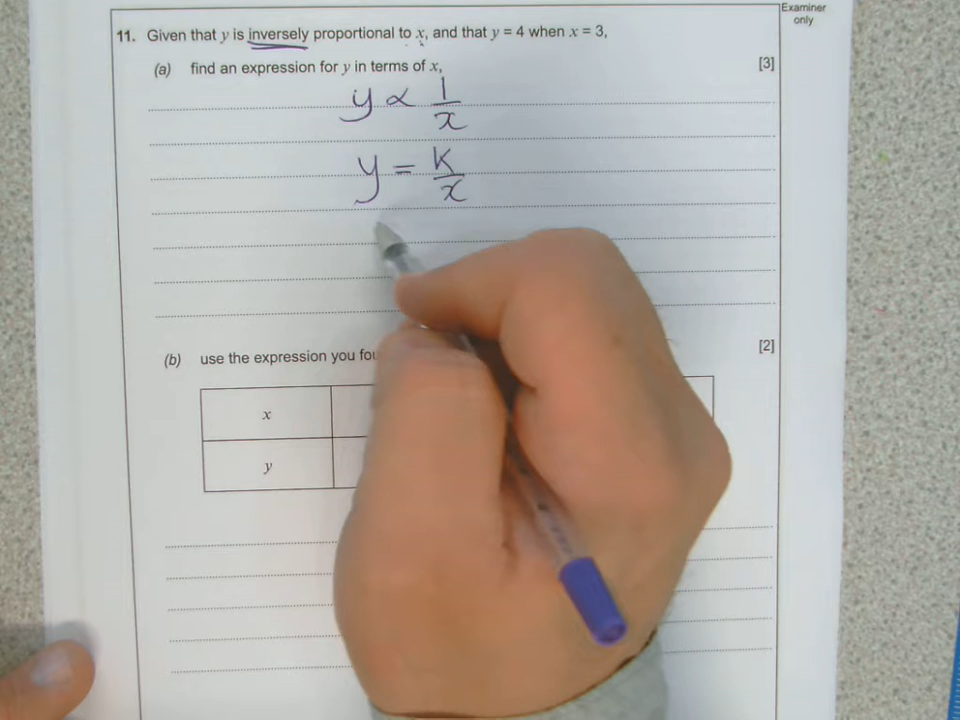 Examiner
only
11. Given that y is inversely proportional to x, and that y = 4 when x = 3,
(a) find an expression for y in terms of x, [3]
y ∝ 1/x
y = k/x
(b) use the expression you [2]
x
y